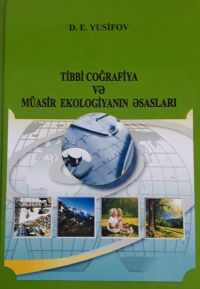 D. E. YUSİFOV
TİBBİ COĞRAFİYA
VƏ
MÜASİR EKOLOGİYANIN ƏSASLARI